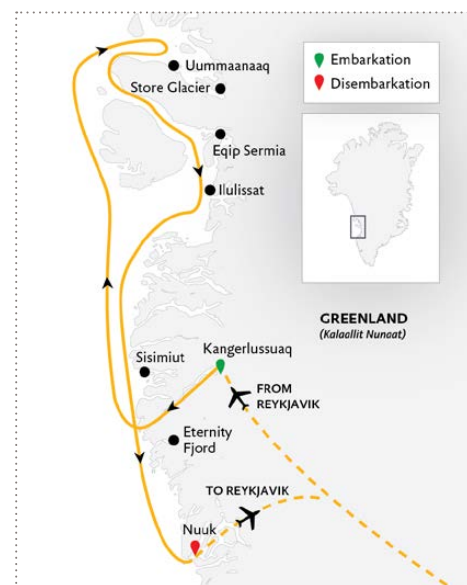 Uummaanaq
Store Glacier
Eqip Sermia
Ilulissat
Embarkation
Disembarkation
GREENLAND
(Kalaallit Nunaat)
Kangerlussuaq
Sisimiut
FROM
REYKJAVIK
Eternity
Fjord
TO REYKJAVIK
Nuuk